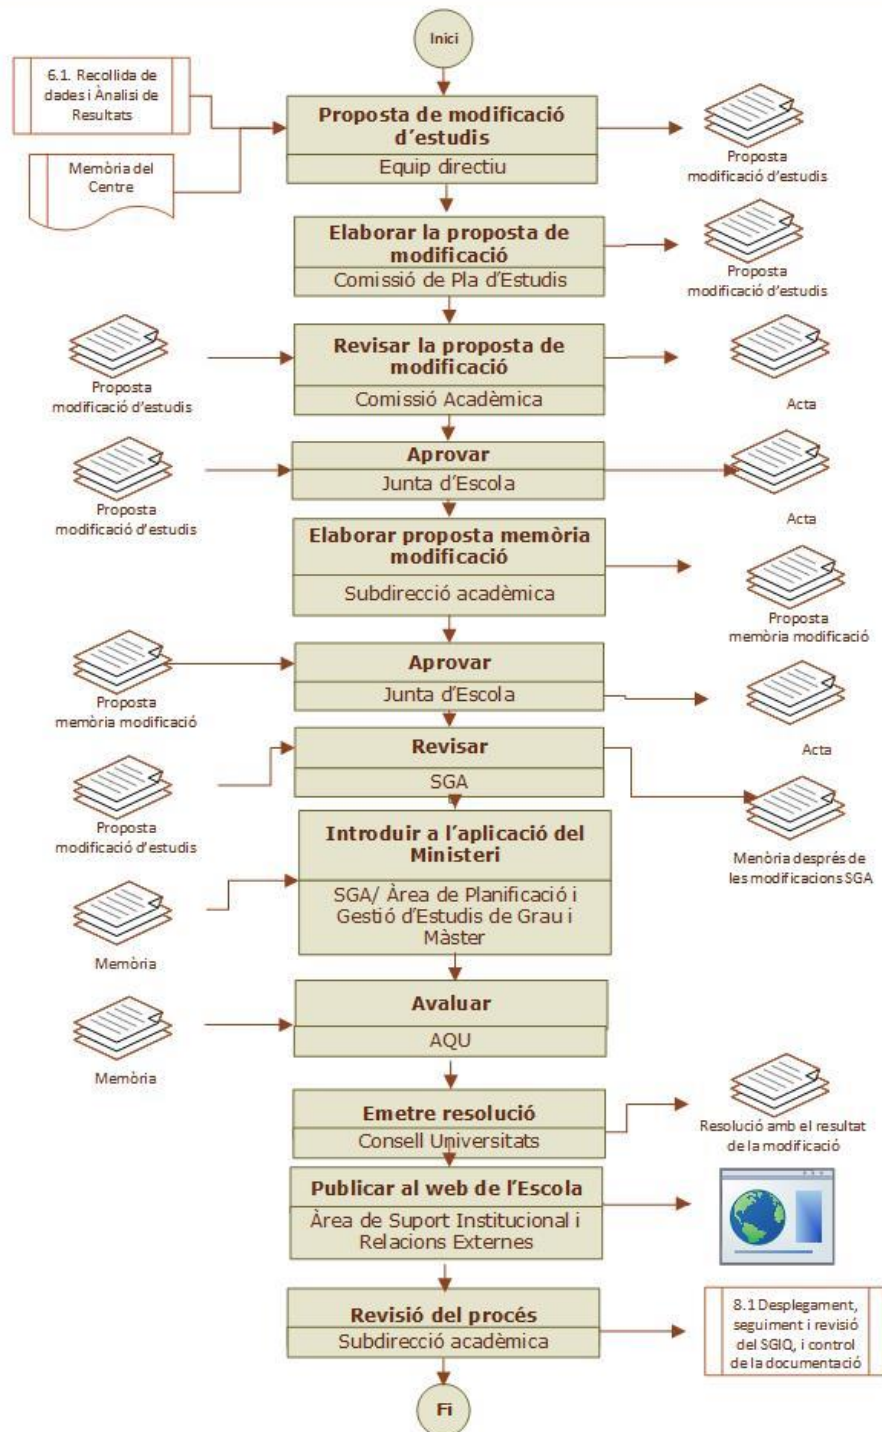 Inici
6.1. Recollida de
dades i Ànalisi de
Resultats
Memòria del
Centre
Proposta de modificació
d’estudis
Equip directiu
Proposta
modificació d’estudis
Elaborar la proposta de
modificació
Comissió de Pla d’Estudis
Proposta
modificació d’estudis
Proposta
modificació d’estudis
Revisar la proposta de
modificació
Comissió Acadèmica
Acta
Proposta
modificació d’estudis
Aprovar
Junta d’Escola
Acta
Elaborar proposta memòria
modificació
Subdirecció acadèmica
Proposta
memòria modificació
Proposta
memòria modificació
Aprovar
Junta d’Escola
Acta
Proposta
modificació d’estudis
Revisar
SGA
Menòria després de
les modificacions SGA
Memòria
Introduir a l’aplicació del
Ministeri
SGA/ Àrea de Planificació i
Gestió d’Estudis de Grau i
Màster
Memòria
Avaluar
AQU
Emetre resolució
Consell Universitats
Resolució amb el resultat
de la modificació
Publicar al web de l’Escola
Àrea de Suport Institucional i
Relacions Externes
Revisió del procés
Subdirecció acadèmica
8.1 Desplegament,
seguiment i revisió
del SGIQ, i control
de la documentació
Fi